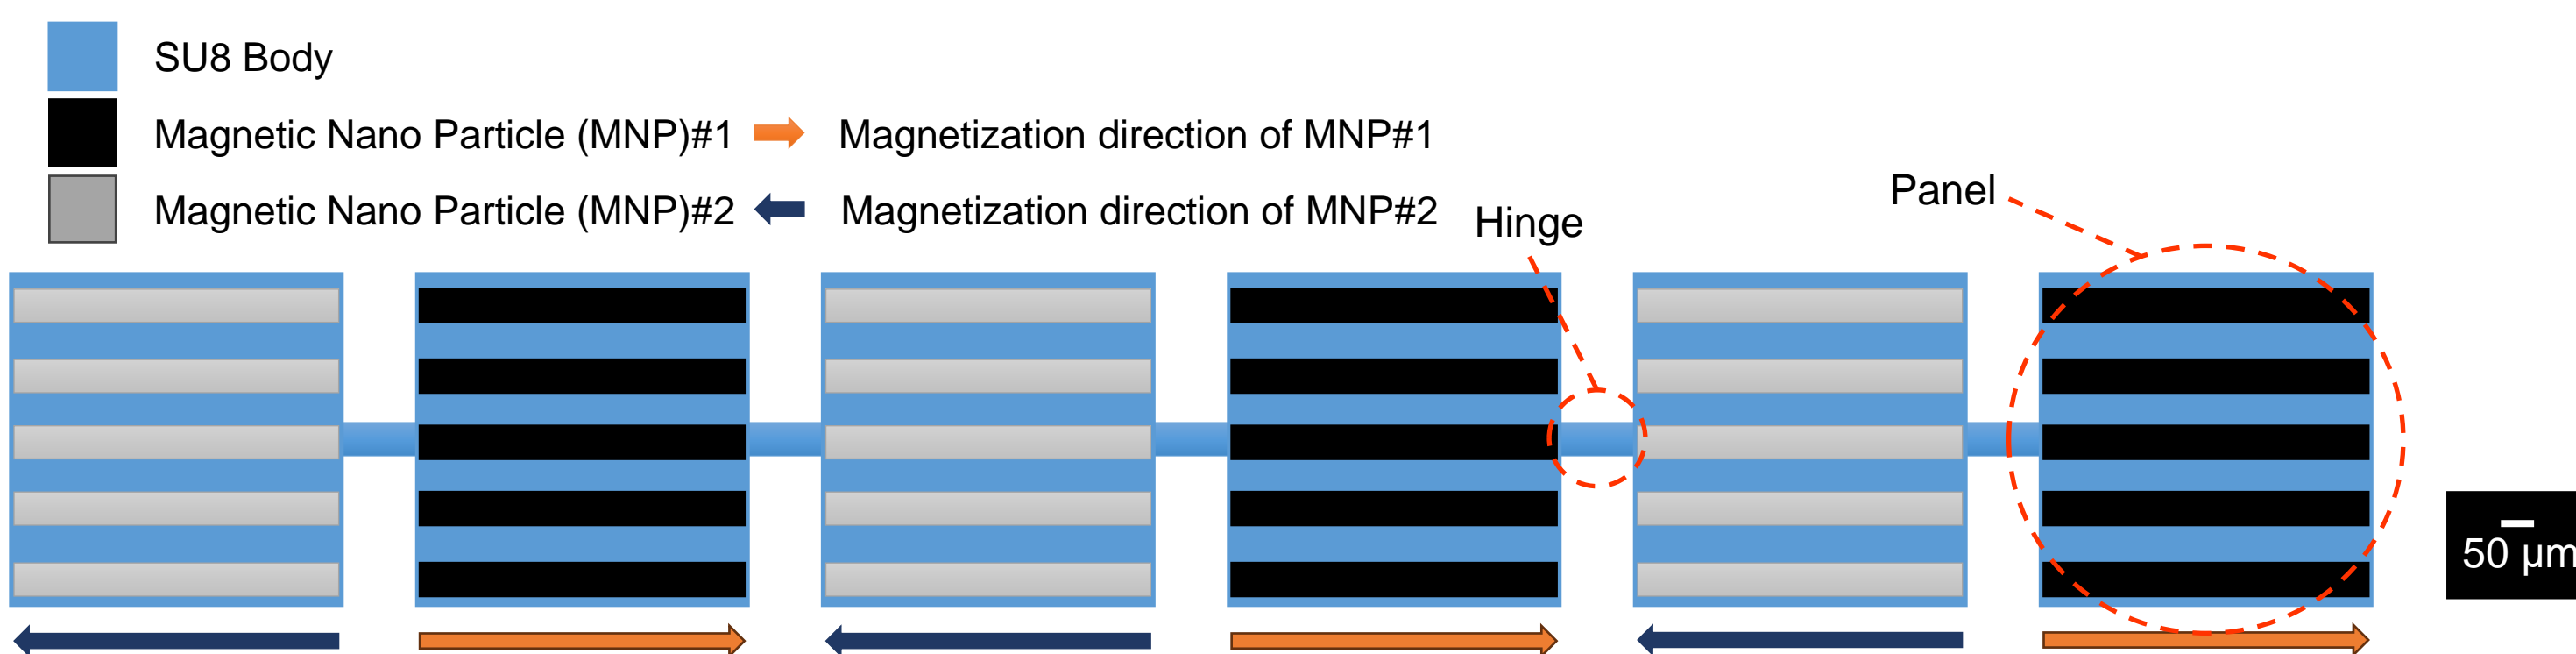 SU8 Body
Magnetic Nano Particle (MNP)#1
Magnetization direction of MNP#1
Magnetic Nano Particle (MNP)#2
Magnetization direction of MNP#2
Hinge
Panel
50 µm